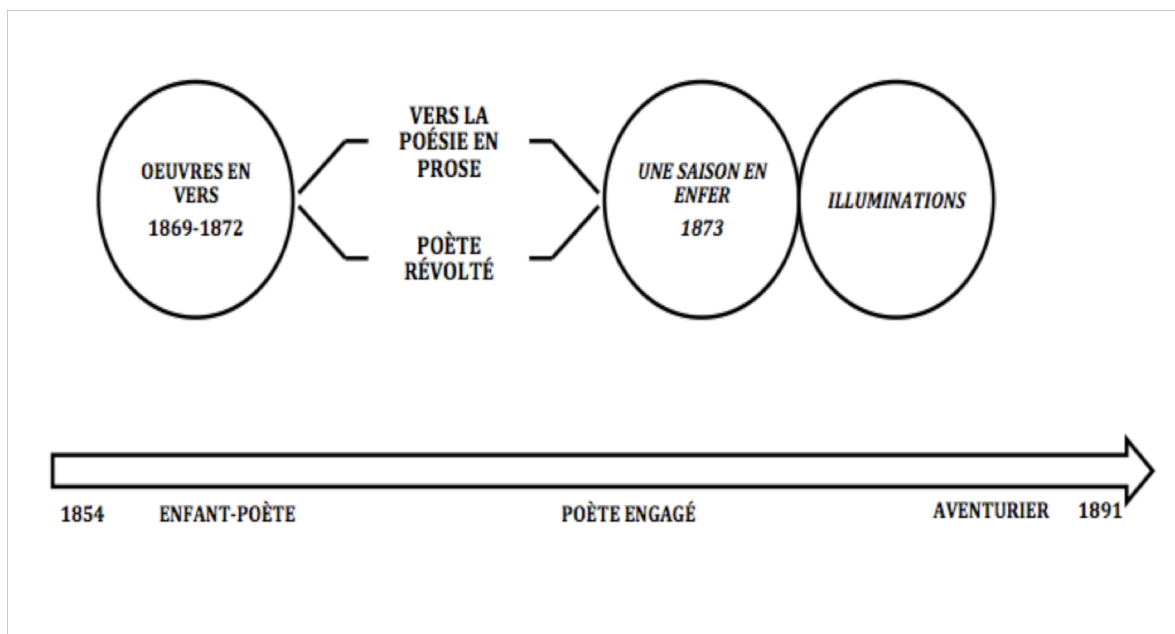 OEUVRES EN
VERS
1869-1872
VERS LA
POÉSIE EN
PROSE
POÈTE
RÉVOLTÉ
UNE SAISON EN
ENFER
1873
ILLUMINATIONS
1854 ENFANT-POÈTE POÈTE ENGAGÉ AVENTURIER 1891